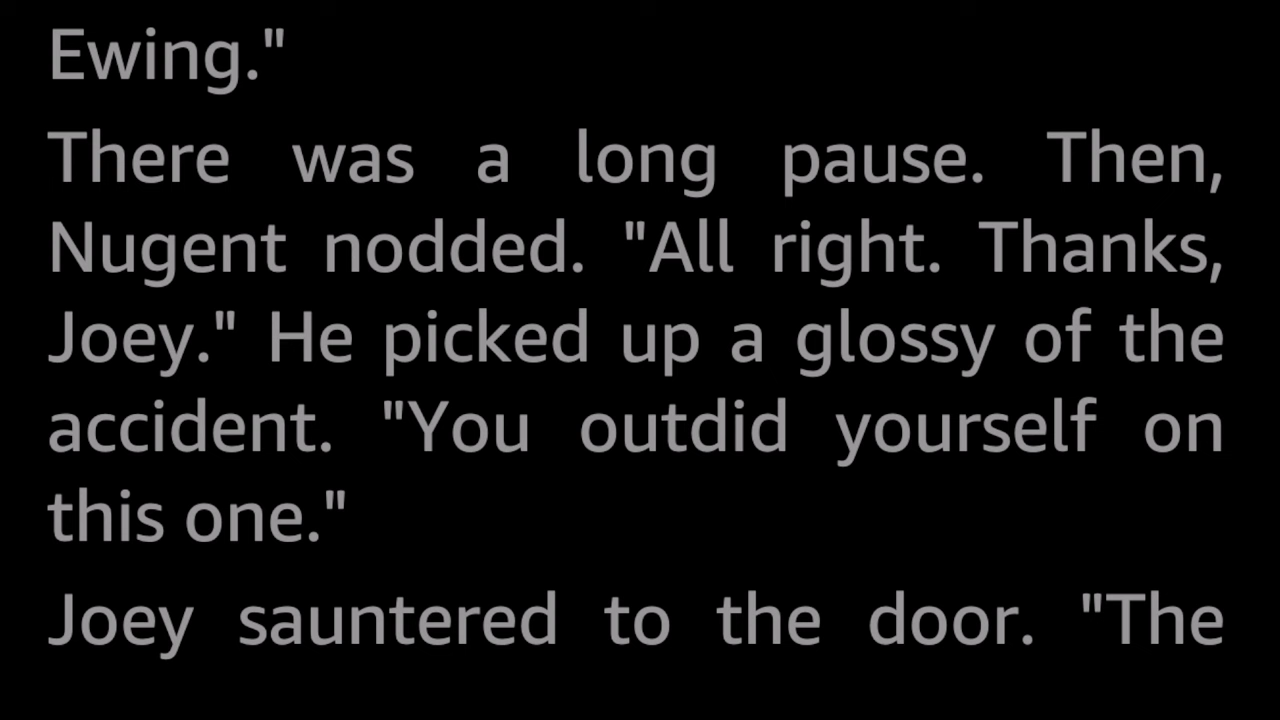 Ewing."
There was a long pause. Then,
Nugent nodded. "All right. Thanks,
Joey." He picked up a glossy of the
accident. "You outdid yourself on
this one."
Joey sauntered to the door. "The